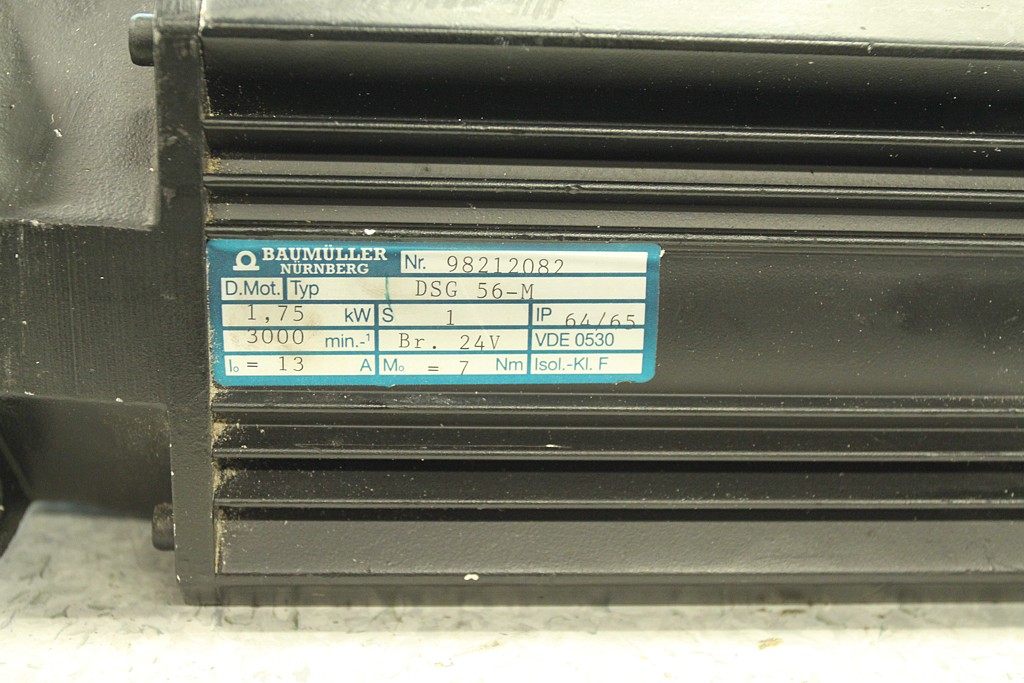 BAUMÜLLER
NÜRNBERG
Nr. 98212082
D.Mot. Typ DSG 56-M
1,75 kW S 1 IP 64/65
3000 min.-¹ Br. 24V VDE 0530
I₀ = 13 A M₀ = 7 Nm Isol.-Kl. F